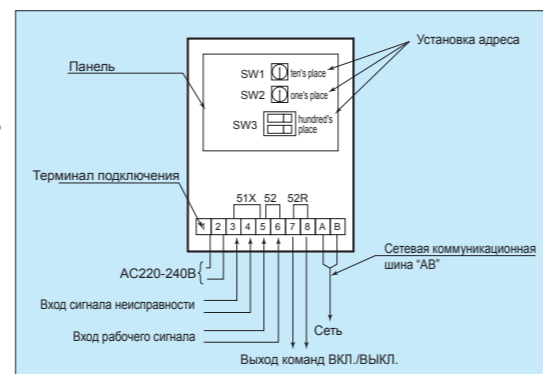 Установка адреса
Панель
SW1 ten's place
SW2 one's place
SW3 hundred's
place
Терминал подключения
51X 52 52R
1 2 3 4 5 6 7 8 A B
Сетевая коммуникационная
шина “AB”
AC220-240В
Вход сигнала неисправности
Вход рабочего сигнала
Сеть
Выход команд ВКЛ./ВЫКЛ.